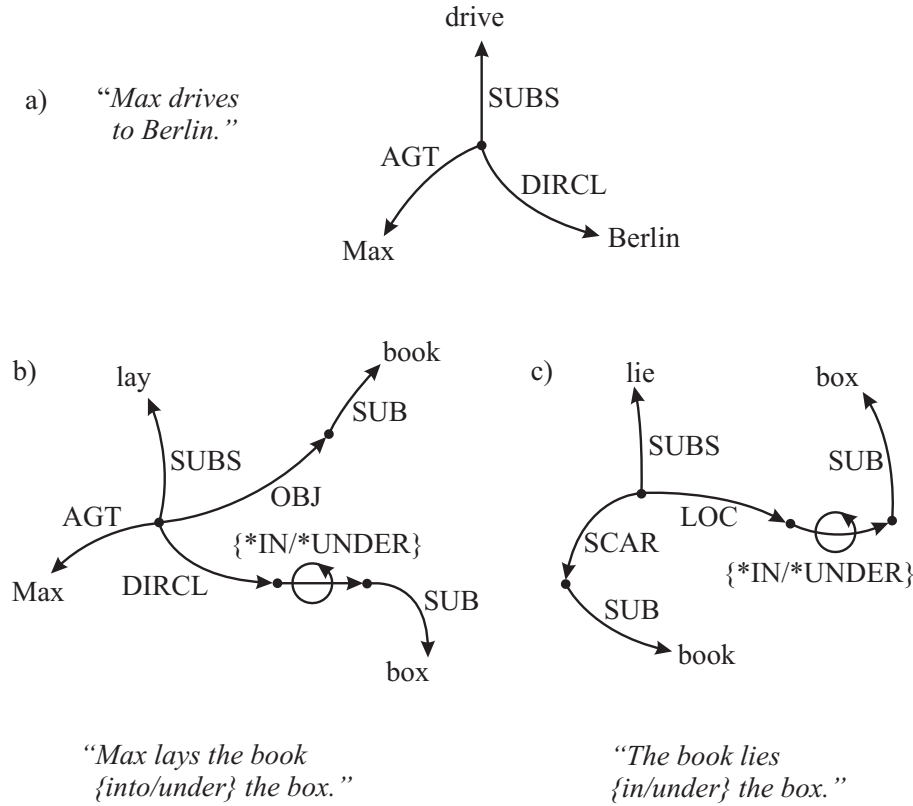 drive
a)
“Max drives
to Berlin.”
SUBS
AGT
DIRCL
Max
Berlin
b)
lay
book
SUB
SUBS
OBJ
AGT
{*IN/*UNDER}
Max
DIRCL
SUB
box
“Max lays the book
{into/under} the box.”
c)
lie
box
SUBS
SUB
LOC
SCAR
{*IN/*UNDER}
SUB
book
“The book lies
{in/under} the box.”